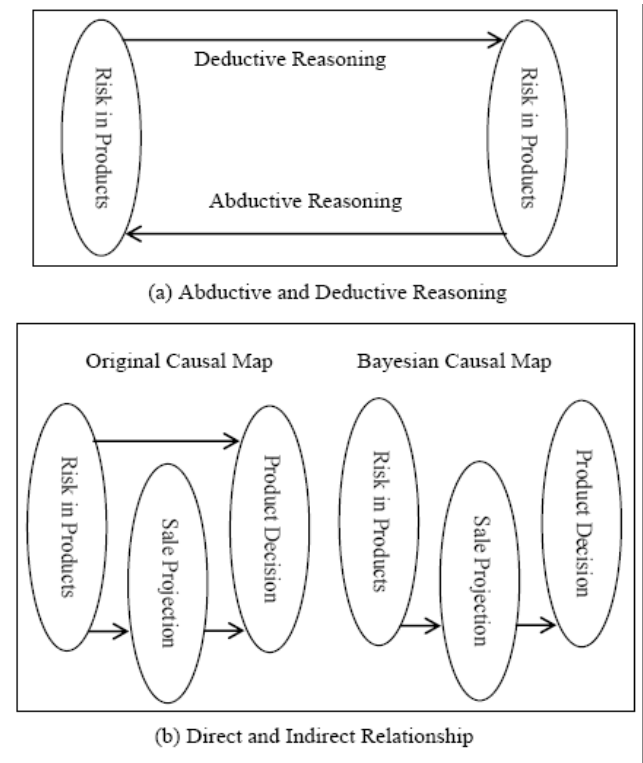 Risk in Products
Deductive Reasoning
Abductive Reasoning
Risk in Products
(a) Abductive and Deductive Reasoning
Original Causal Map
Risk in Products
Sale Projection
Product Decision
Bayesian Causal Map
Risk in Products
Sale Projection
Product Decision
(b) Direct and Indirect Relationship